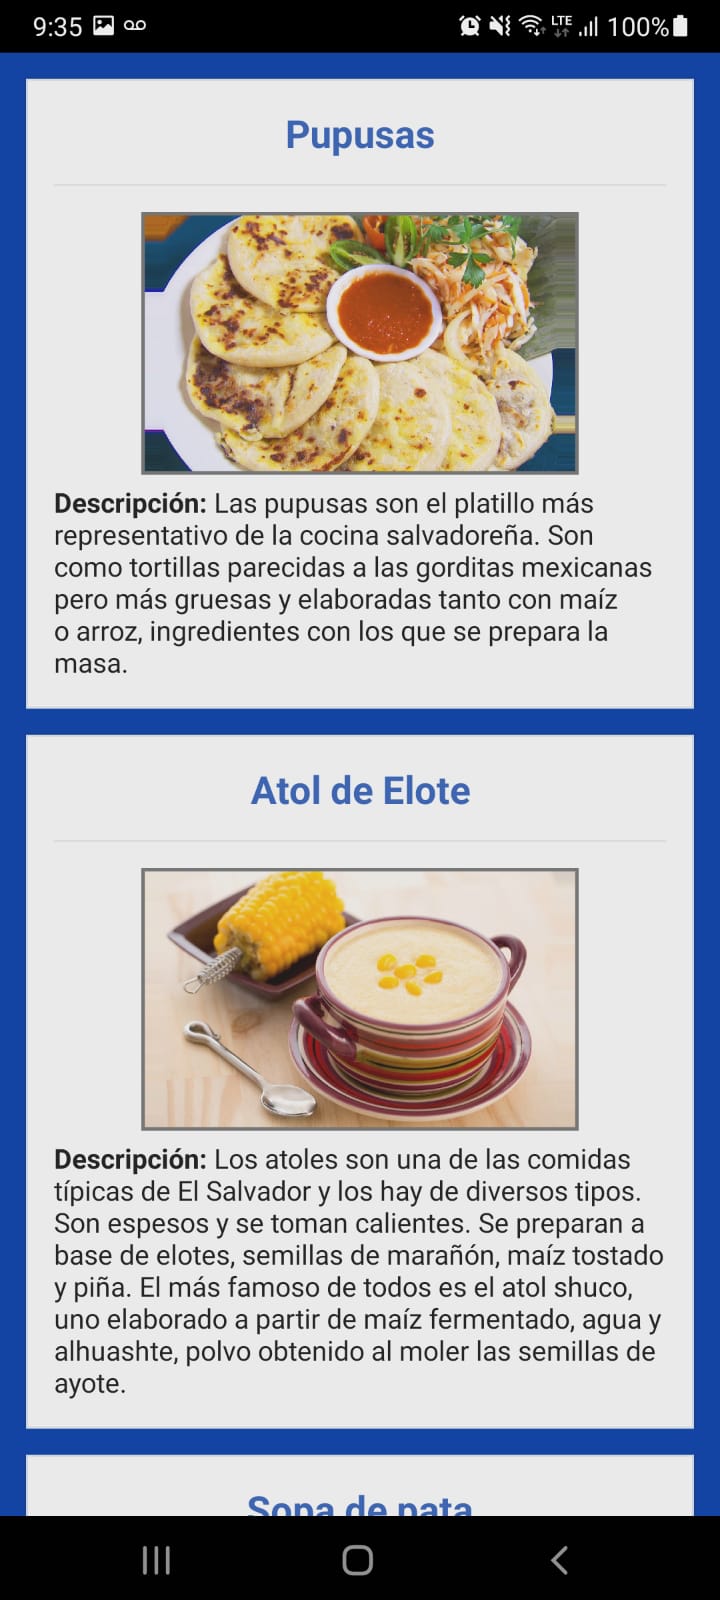 9:35 LTE 100%
Pupusas
Descripción: Las pupusas son el platillo más
representativo de la cocina salvadoreña. Son
como tortillas parecidas a las gorditas mexicanas
pero más gruesas y elaboradas tanto con maíz
o arroz, ingredientes con los que se prepara la
masa.
Atol de Elote
Descripción: Los atoles son una de las comidas
típicas de El Salvador y los hay de diversos tipos.
Son espesos y se toman calientes. Se preparan a
base de elotes, semillas de marañón, maíz tostado
y piña. El más famoso de todos es el atol shuco,
uno elaborado a partir de maíz fermentado, agua y
alhuashte, polvo obtenido al moler las semillas de
ayote.
Sopa de pata